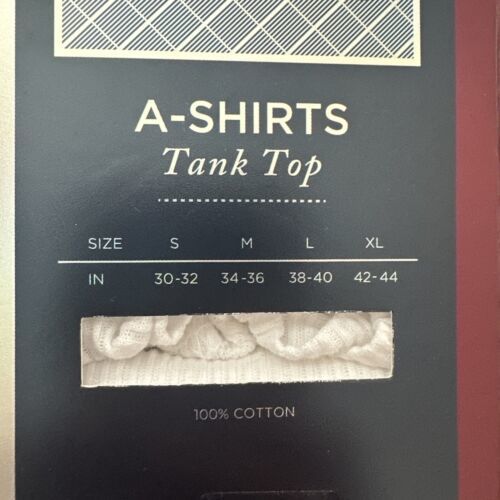 A-SHIRTS
Tank Top
SIZE S M L XL
IN 30-32 34-36 38-40 42-44
100% COTTON